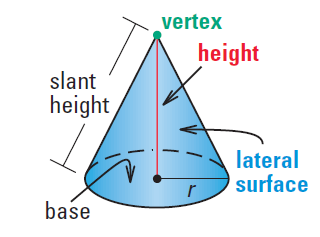 vertex
height
slant
height
lateral
surface
r
base